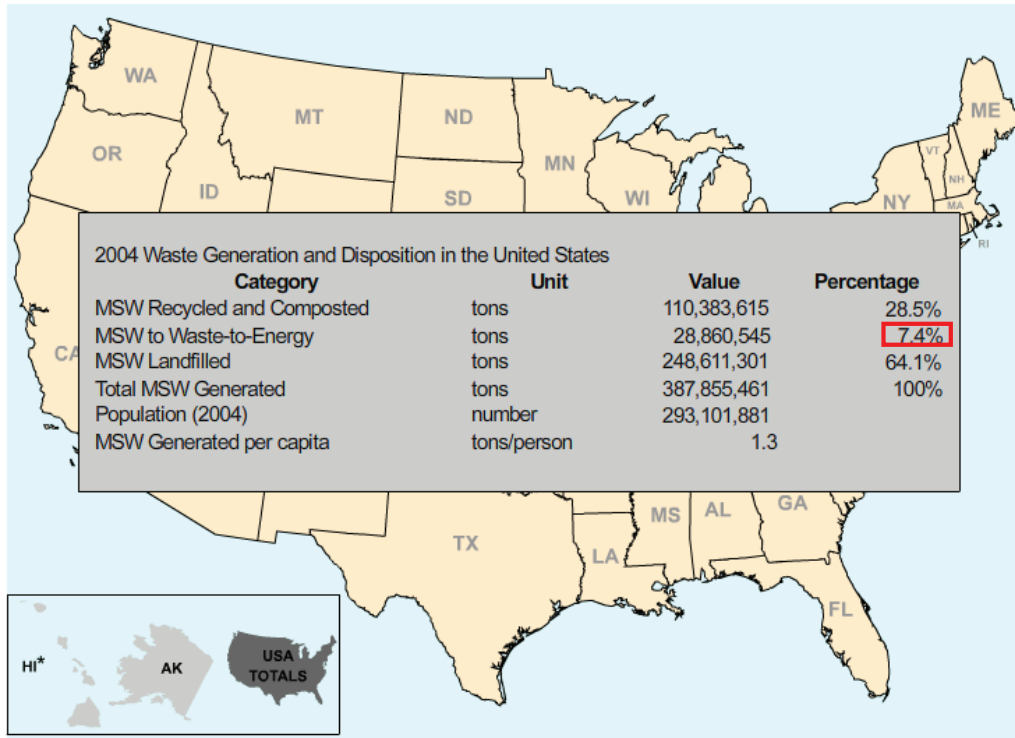 WA
MT
ND
ME
OR
MN
VT
ID
NH
SD
WI
NY
MA
RI
2004 Waste Generation and Disposition in the United States
Category Unit Value Percentage
MSW Recycled and Composted tons 110,383,615 28.5%
MSW to Waste-to-Energy tons 28,860,545 7.4%
CA
MSW Landfilled tons 248,611,301 64.1%
Total MSW Generated tons 387,855,461 100%
Population (2004) number 293,101,881
MSW Generated per capita tons/person 1.3
MS AL GA
TX
LA
FL
HI*
AK
USA
TOTALS